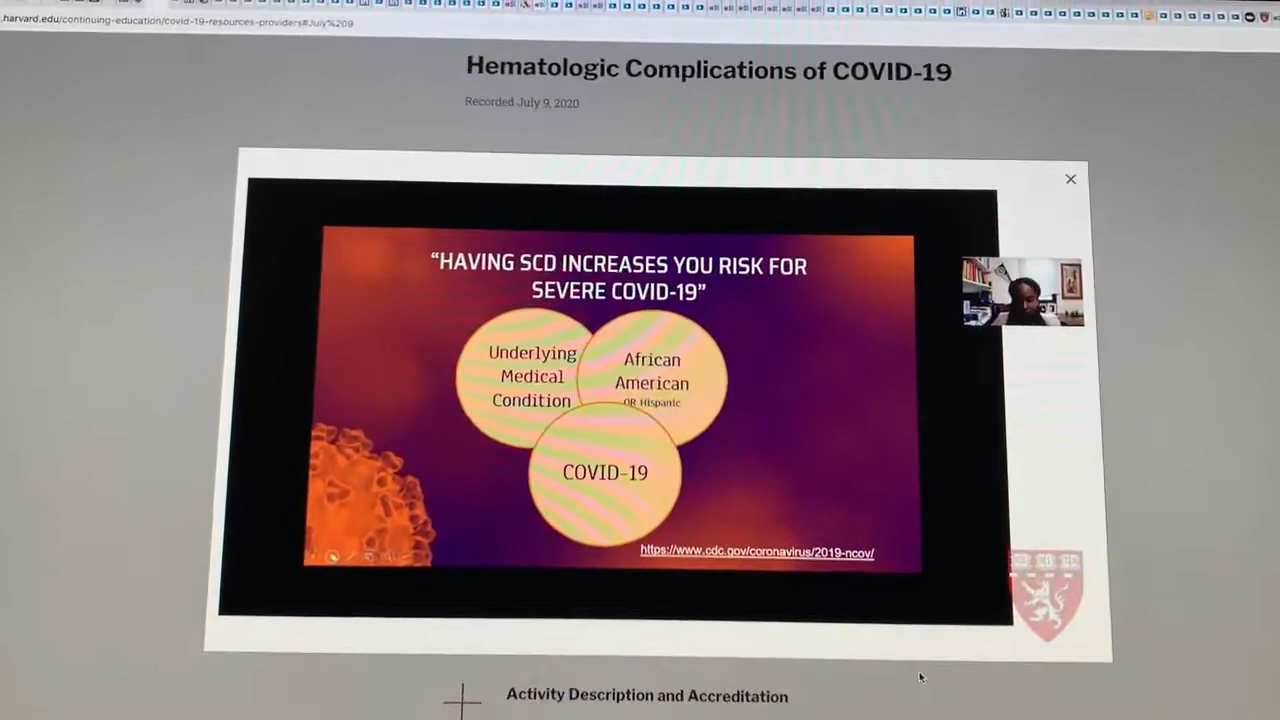 .harvard.edu/continuing-education/covid-19-resources-providers#July%209
Hematologic Complications of COVID-19
Recorded July 9, 2020
“HAVING SCD INCREASES YOU RISK FOR
SEVERE COVID-19”
Underlying
Medical
Condition
African
American
OR Hispanic
COVID-19
https://www.cdc.gov/coronavirus/2019-ncov/
Activity Description and Accreditation